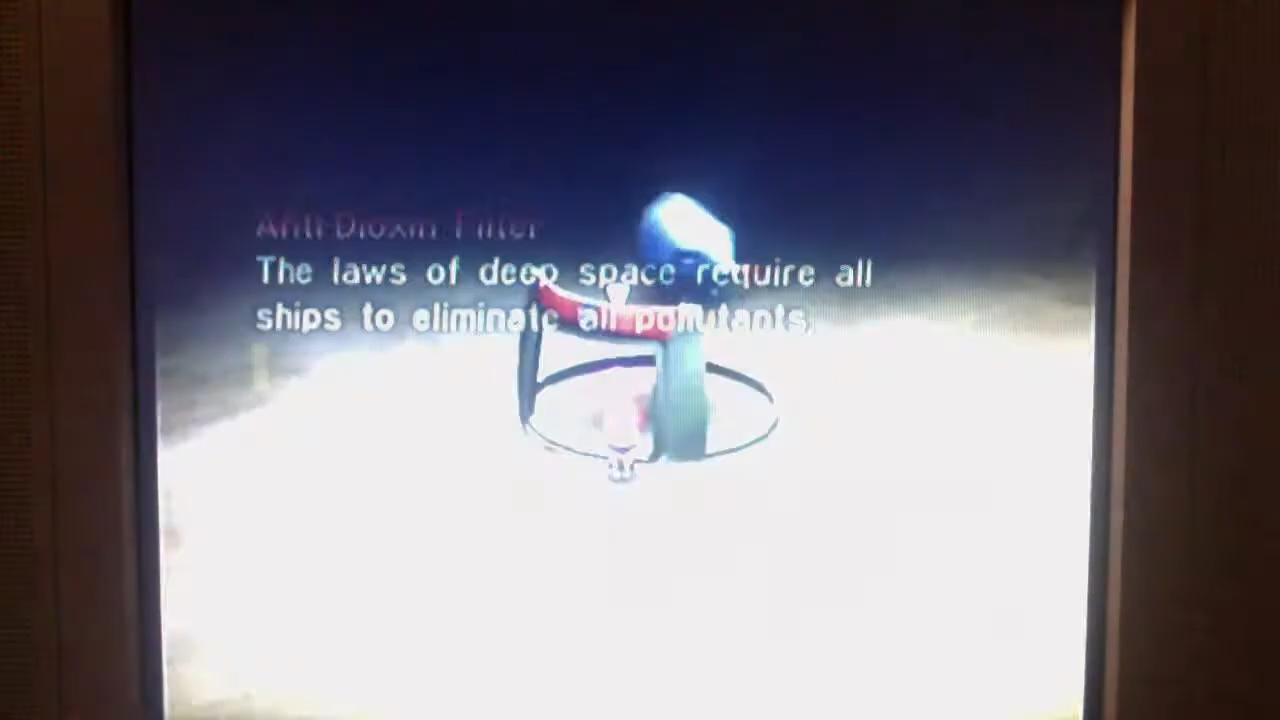 Anti-Dioxin Filter
The laws of deep space require all
ships to eliminate all pollutants,